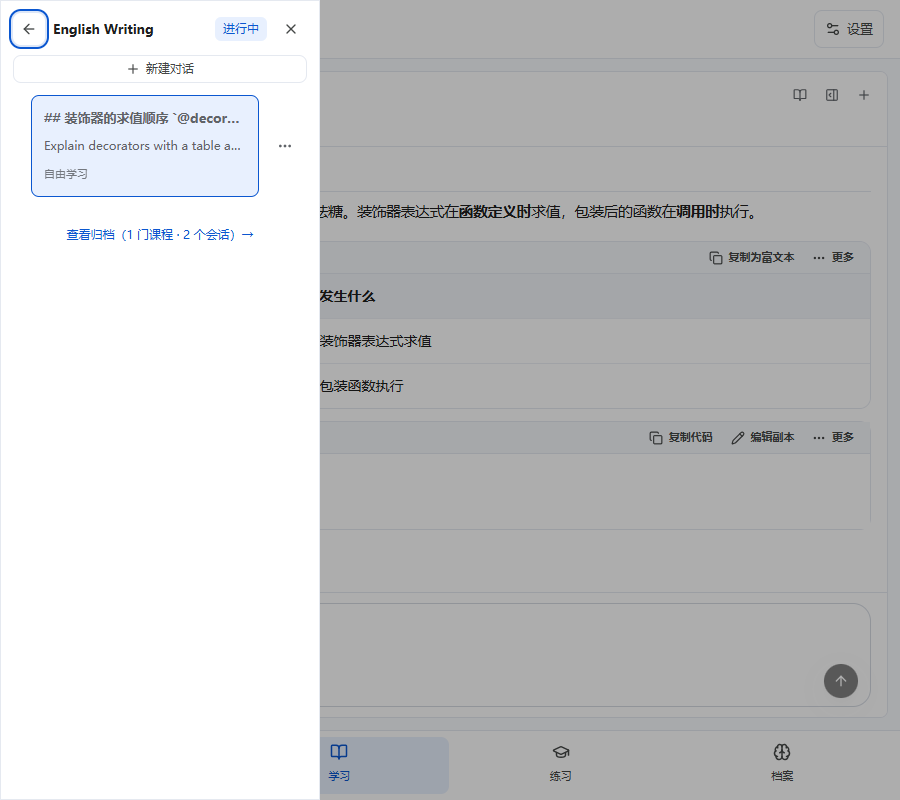 English Writing
进行中
新建对话
## 装饰器的求值顺序 `@decor...
Explain decorators with a table a...
自由学习
查看归档（1 门课程 · 2 个会话）→
设置
法糖。装饰器表达式在函数定义时求值，包装后的函数在调用时执行。
复制为富文本
更多
发生什么
装饰器表达式求值
包装函数执行
复制代码
编辑副本
更多
学习
练习
档案